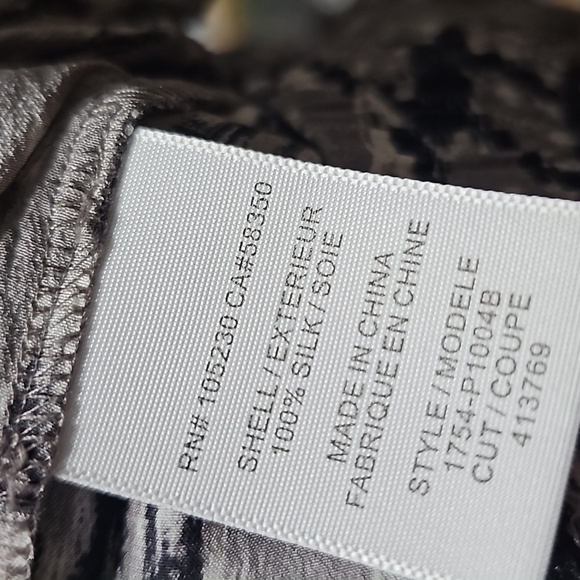 RN# 105230 CA#58350
SHELL / EXTERIEUR
100% SILK / SOIE
MADE IN CHINA
FABRIQUE EN CHINE
STYLE / MODELE
1754-P1004B
CUT / COUPE
413769